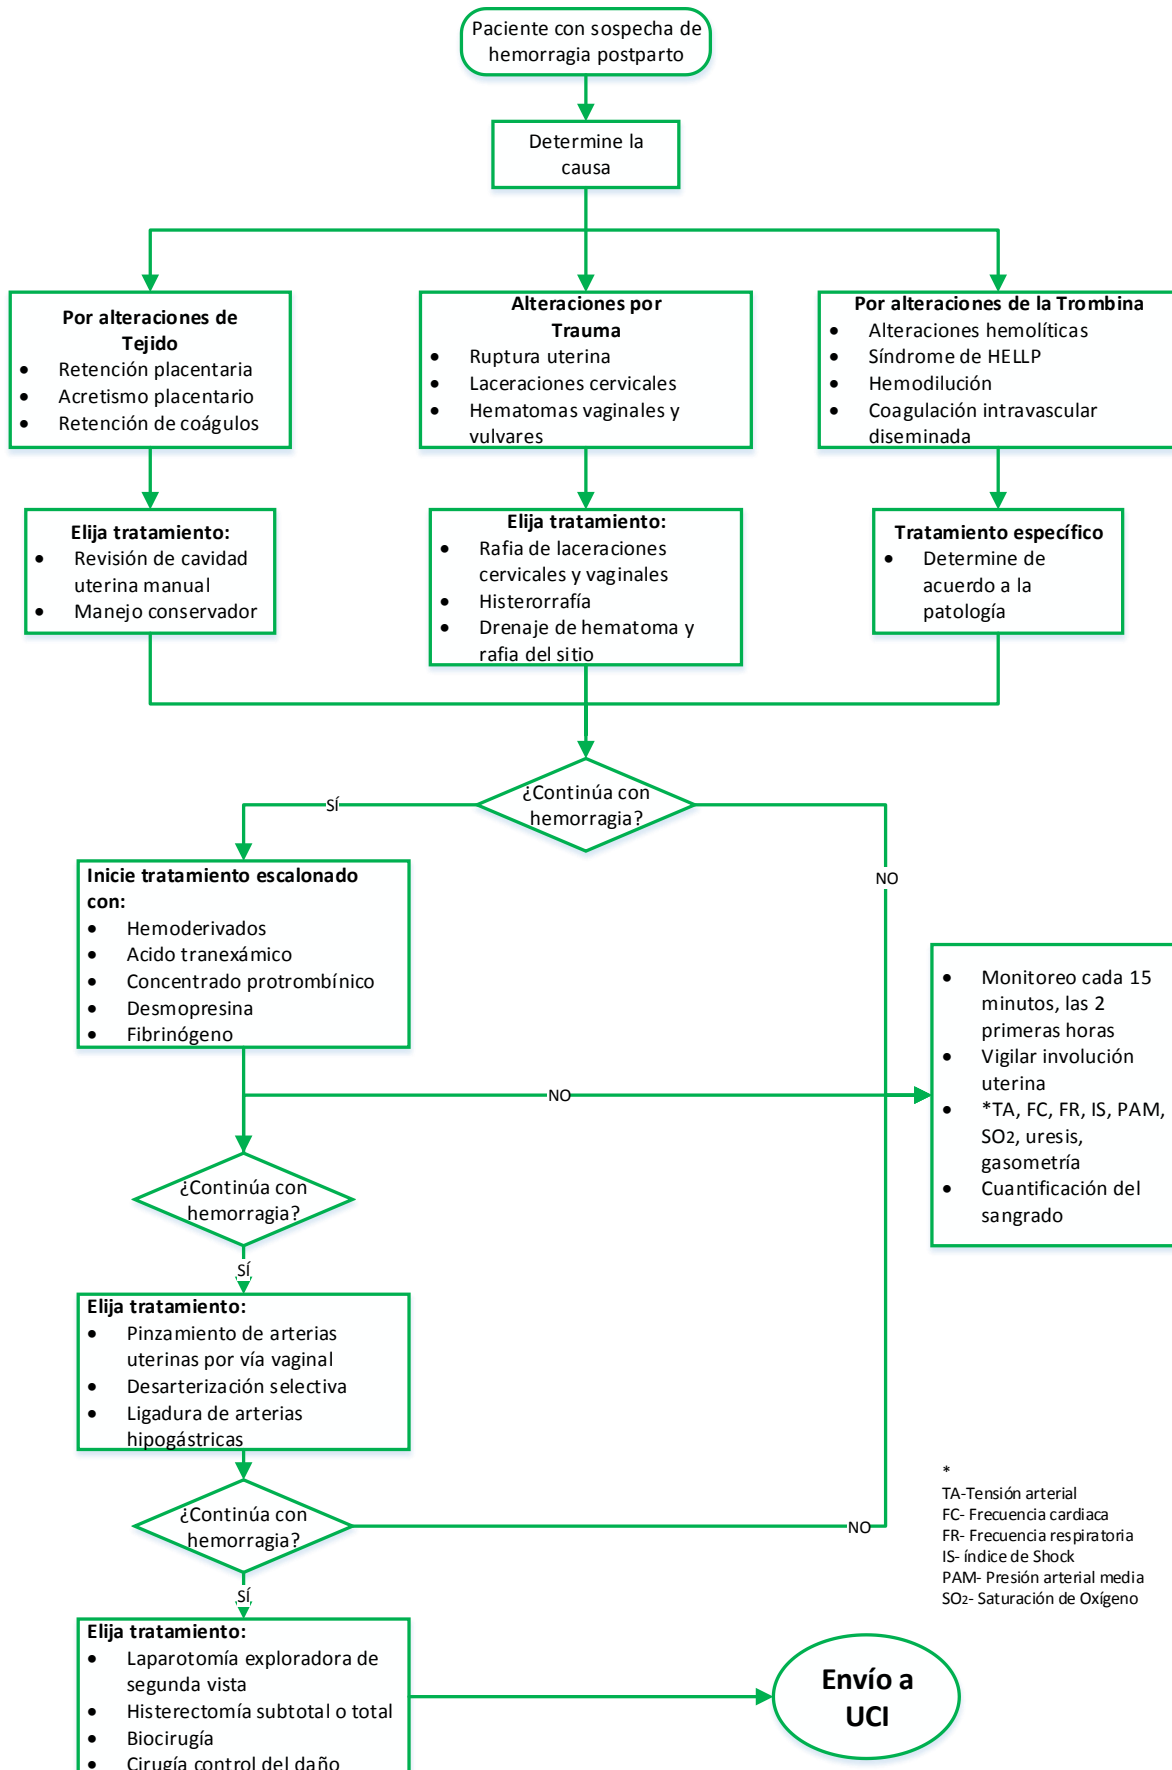 Paciente con sospecha de
hemorragia postparto
Determine la
causa
Por alteraciones de
Tejido
• Retención placentaria
• Acretismo placentario
• Retención de coágulos
Alteraciones por
Trauma
• Ruptura uterina
• Laceraciones cervicales
• Hematomas vaginales y
vulvares
Por alteraciones de la Trombina
• Alteraciones hemolíticas
• Síndrome de HELLP
• Hemodilución
• Coagulación intravascular
diseminada
Elija tratamiento:
• Revisión de cavidad
uterina manual
• Manejo conservador
Elija tratamiento:
• Rafia de laceraciones
cervicales y vaginales
• Histerorrafía
• Drenaje de hematoma y
rafia del sitio
Tratamiento específico
• Determine de
acuerdo a la
patología
¿Continúa con
hemorragia?
SÍ
NO
Inicie tratamiento escalonado
con:
• Hemoderivados
• Acido tranexámico
• Concentrado protrombínico
• Desmopresina
• Fibrinógeno
NO
• Monitoreo cada 15
minutos, las 2
primeras horas
• Vigilar involución
uterina
• *TA, FC, FR, IS, PAM,
SO2, uresis,
gasometría
• Cuantificación del
sangrado
¿Continúa con
hemorragia?
SÍ
Elija tratamiento:
• Pinzamiento de arterias
uterinas por vía vaginal
• Desarterización selectiva
• Ligadura de arterias
hipogástricas
¿Continúa con
hemorragia?
NO
SÍ
*
TA-Tensión arterial
FC- Frecuencia cardiaca
FR- Frecuencia respiratoria
IS- índice de Shock
PAM- Presión arterial media
SO2- Saturación de Oxígeno
Elija tratamiento:
• Laparotomía exploradora de
segunda vista
• Histerectomía subtotal o total
• Biocirugía
• Cirugía control del daño
Envío a
UCI